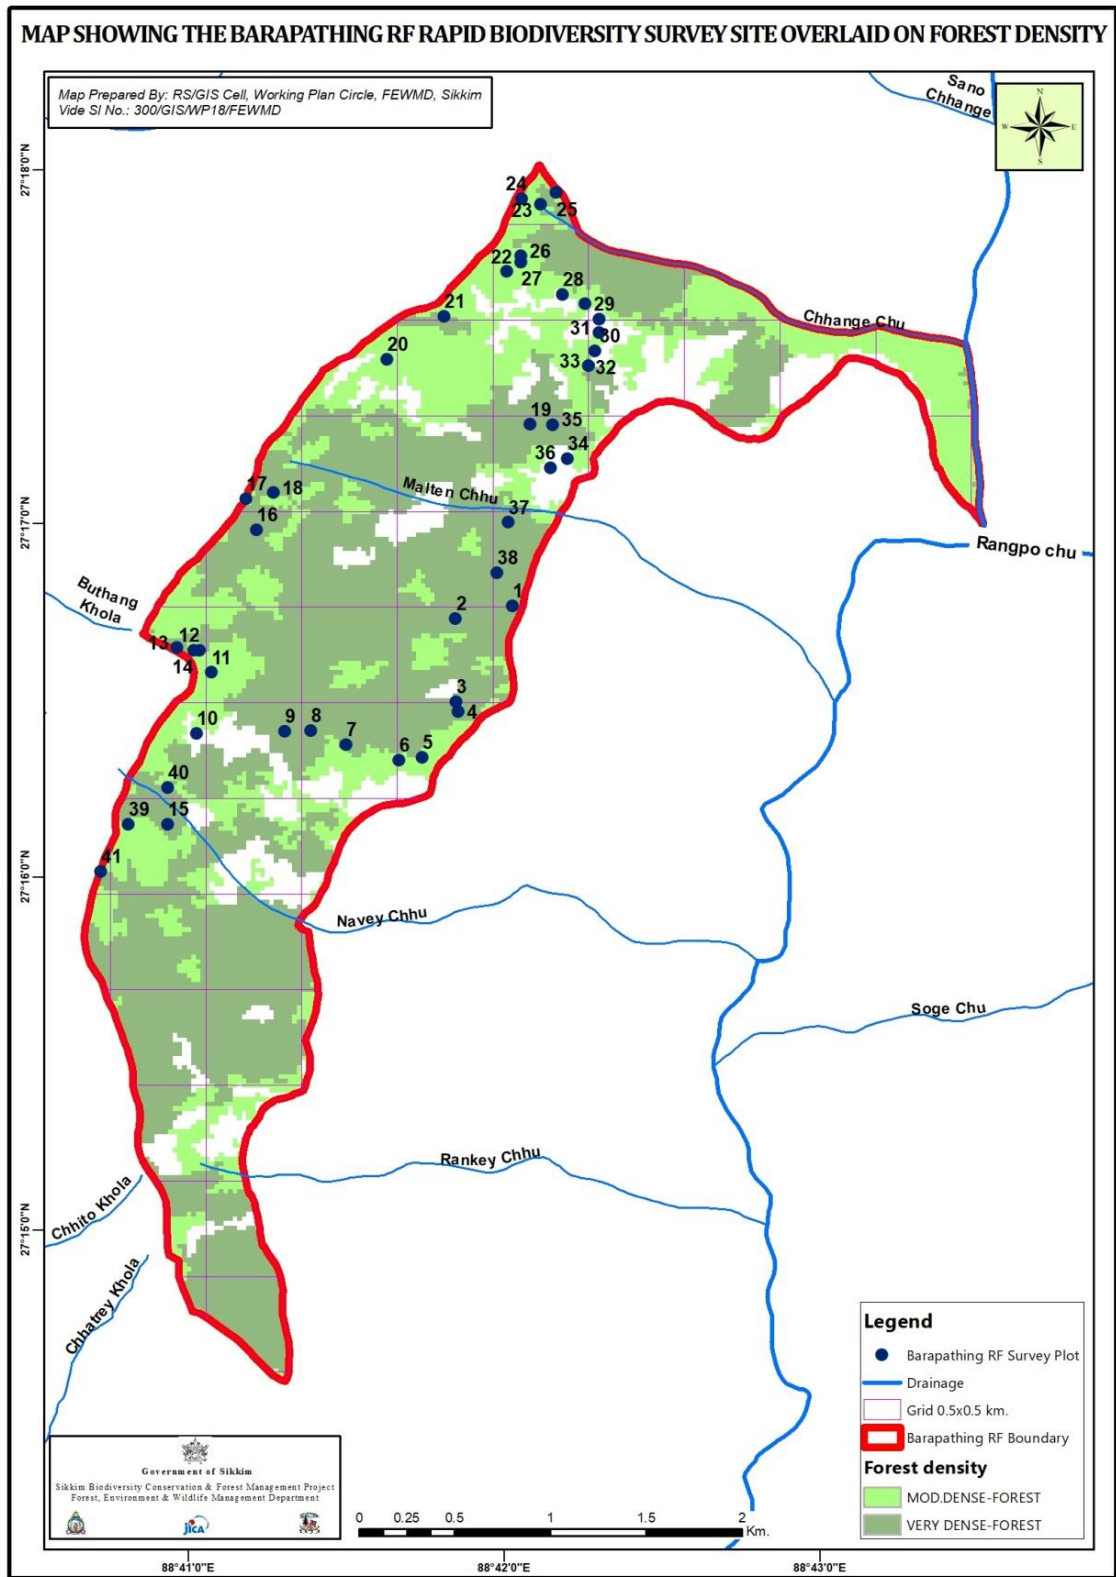 MAP SHOWING THE BARAPATHING RF RAPID BIODIVERSITY SURVEY SITE OVERLAID ON FOREST DENSITY
Map Prepared By: RS/GIS Cell, Working Plan Circle, FEWMD, Sikkim
Vide Sl No.: 300/GIS/WP18/FEWMD
Sano
Chhange
N
W
E
S
27°18'0"N
24
23
25
26
22
27
28
21
29
31
30
20
33
32
Chhange Chu
19
35
34
36
17
18
Malten Chhu
16
37
27°17'0"N
Rangpo chu
38
Buthang
Khola
1
2
13
12
14
11
3
4
10
9
8
7
6
5
40
39
15
41
27°16'0"N
Navey Chhu
Soge Chu
Rankey Chhu
Chhito Khola
27°15'0"N
Chhatrey Khola
Legend
Barapathing RF Survey Plot
Drainage
Grid 0.5x0.5 km.
Barapathing RF Boundary
Forest density
MOD.DENSE-FOREST
VERY DENSE-FOREST
Government of Sikkim
Sikkim Biodiversity Conservation & Forest Management Project
Forest, Environment & Wildlife Management Department
JICA
0 0.25 0.5 1 1.5 2
Km.
88°41'0"E
88°42'0"E
88°43'0"E